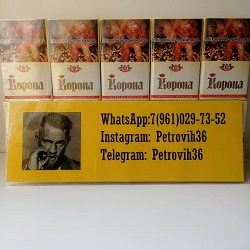 Корона Корона Корона Корона Корона
WhatsApp:7(961)029-73-52
Instagram: Petrovih36
Telegram: Petrovih36